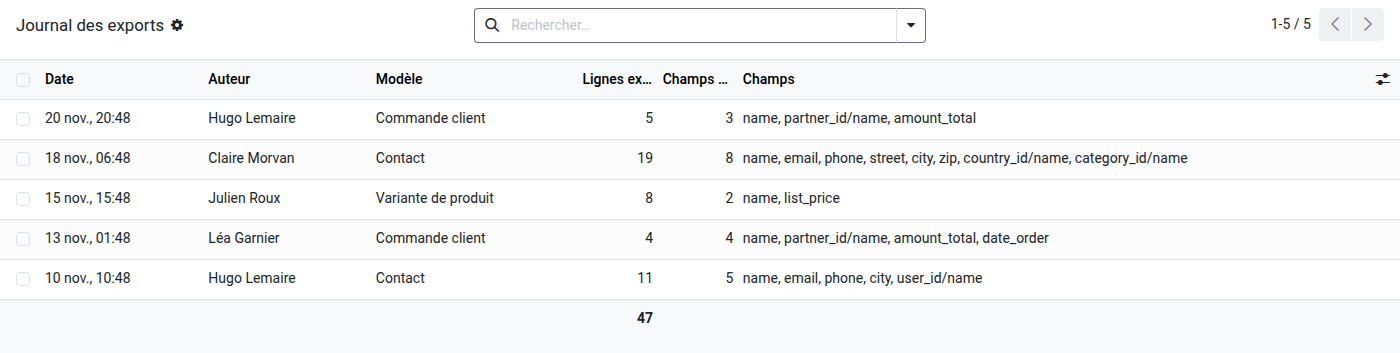 Journal des exports
Rechercher...
1-5 / 5
Date Auteur Modèle Lignes ex... Champs ... Champs
20 nov., 20:48 Hugo Lemaire Commande client 5 3 name, partner_id/name, amount_total
18 nov., 06:48 Claire Morvan Contact 19 8 name, email, phone, street, city, zip, country_id/name, category_id/name
15 nov., 15:48 Julien Roux Variante de produit 8 2 name, list_price
13 nov., 01:48 Léa Garnier Commande client 4 4 name, partner_id/name, amount_total, date_order
10 nov., 10:48 Hugo Lemaire Contact 11 5 name, email, phone, city, user_id/name
47